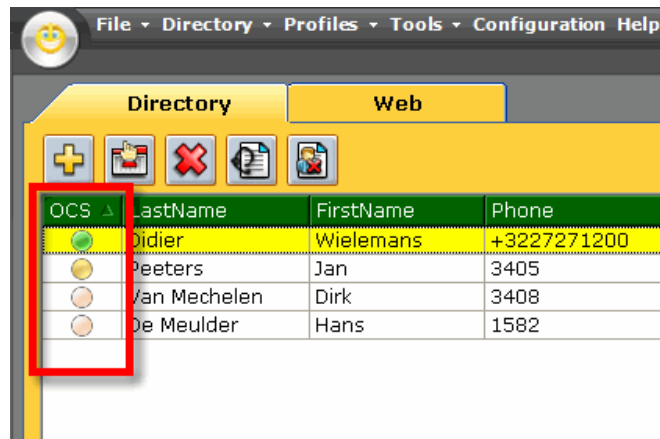 File Directory Profiles Tools Configuration Help
Directory Web
OCS LastName FirstName Phone
Didier Wielemans +3227271200
Peeters Jan 3405
Van Mechelen Dirk 3408
De Meulder Hans 1582